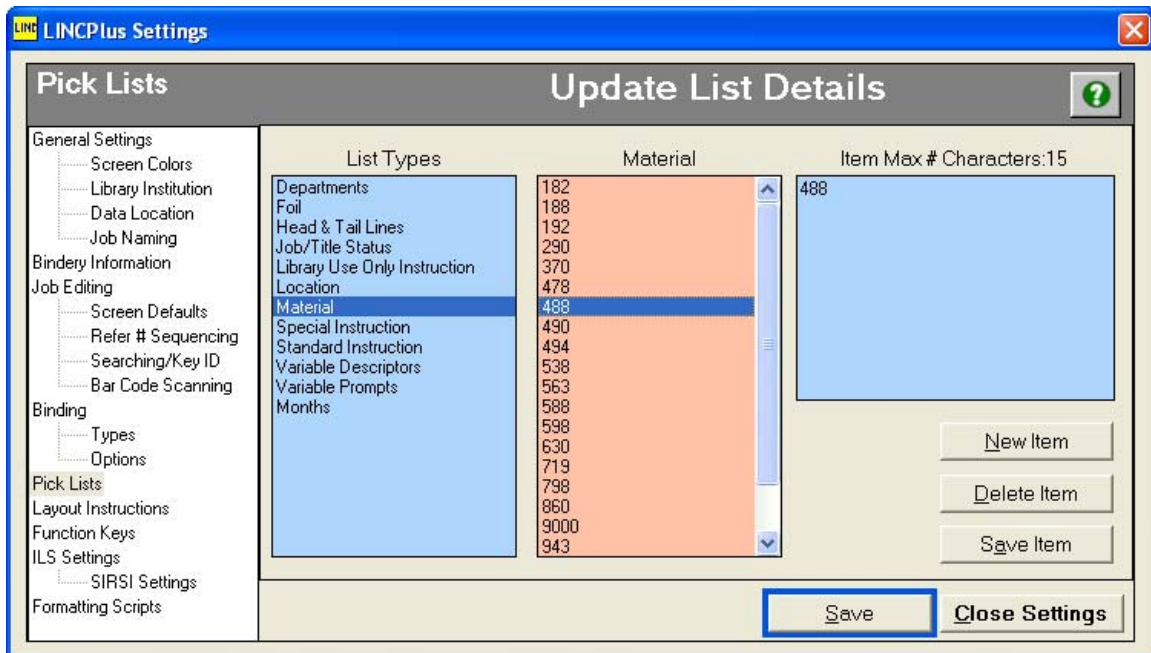 LINC LINCPlus Settings
Pick Lists
Update List Details
General Settings
Screen Colors
Library Institution
Data Location
Job Naming
Bindery Information
Job Editing
Screen Defaults
Refer # Sequencing
Searching/Key ID
Bar Code Scanning
Binding
Types
Options
Pick Lists
Layout Instructions
Function Keys
ILS Settings
SIRSI Settings
Formatting Scripts
List Types
Departments
Foil
Head & Tail Lines
Job/Title Status
Library Use Only Instruction
Location
Material
Special Instruction
Standard Instruction
Variable Descriptors
Variable Prompts
Months
Material
182
188
192
290
370
478
488
490
494
538
563
588
598
630
719
798
860
9000
943
Item Max # Characters:15
488
New Item
Delete Item
Save Item
Save
Close Settings